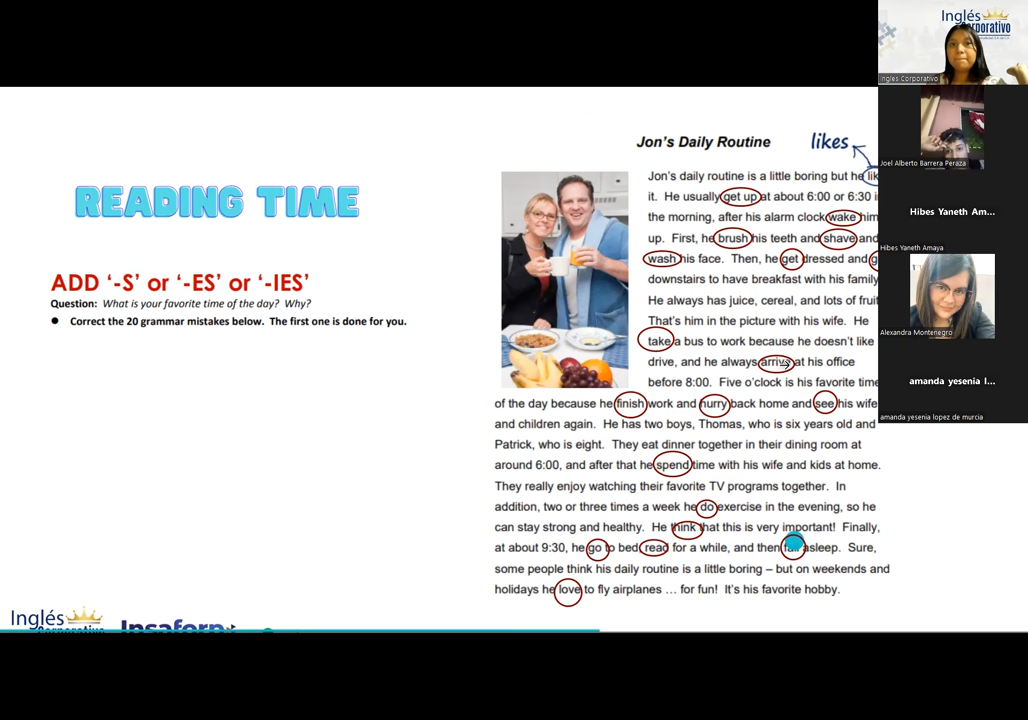 Inglés
Corporativo
Inglés Corporativo
Joel Alberto Barrera Peraza
Hibes Yaneth Am...
Hibes Yaneth Amaya
Alexandra Montenegro
amanda yesenia l...
amanda yesenia lopez de murcia
READING TIME
ADD ‘-S’ or ‘-ES’ or ‘-IES’
Question: What is your favorite time of the day? Why?
● Correct the 20 grammar mistakes below. The first one is done for you.
Jon’s Daily Routine
likes
Jon’s daily routine is a little boring but he
it. He usually get up at about 6:00 or 6:30
the morning, after his alarm clock wake him
up. First, he brush his teeth and shave and
wash his face. Then, he get dressed and
downstairs to have breakfast with his family
He always has juice, cereal, and lots of fruit
That’s him in the picture with his wife. He
take a bus to work because he doesn’t like
drive, and he always arrive at his office
before 8:00. Five o’clock is his favorite time
of the day because he finish work and hurry back home and see his wife
and children again. He has two boys, Thomas, who is six years old and
Patrick, who is eight. They eat dinner together in their dining room at
around 6:00, and after that he spend time with his wife and kids at home.
They really enjoy watching their favorite TV programs together. In
addition, two or three times a week he do exercise in the evening, so he
can stay strong and healthy. He think that this is very important! Finally,
at about 9:30, he go to bed, read for a while, and then fall asleep. Sure,
some people think his daily routine is a little boring – but on weekends and
holidays he love to fly airplanes … for fun! It’s his favorite hobby.
Inglés
Corporativo
Insaforp